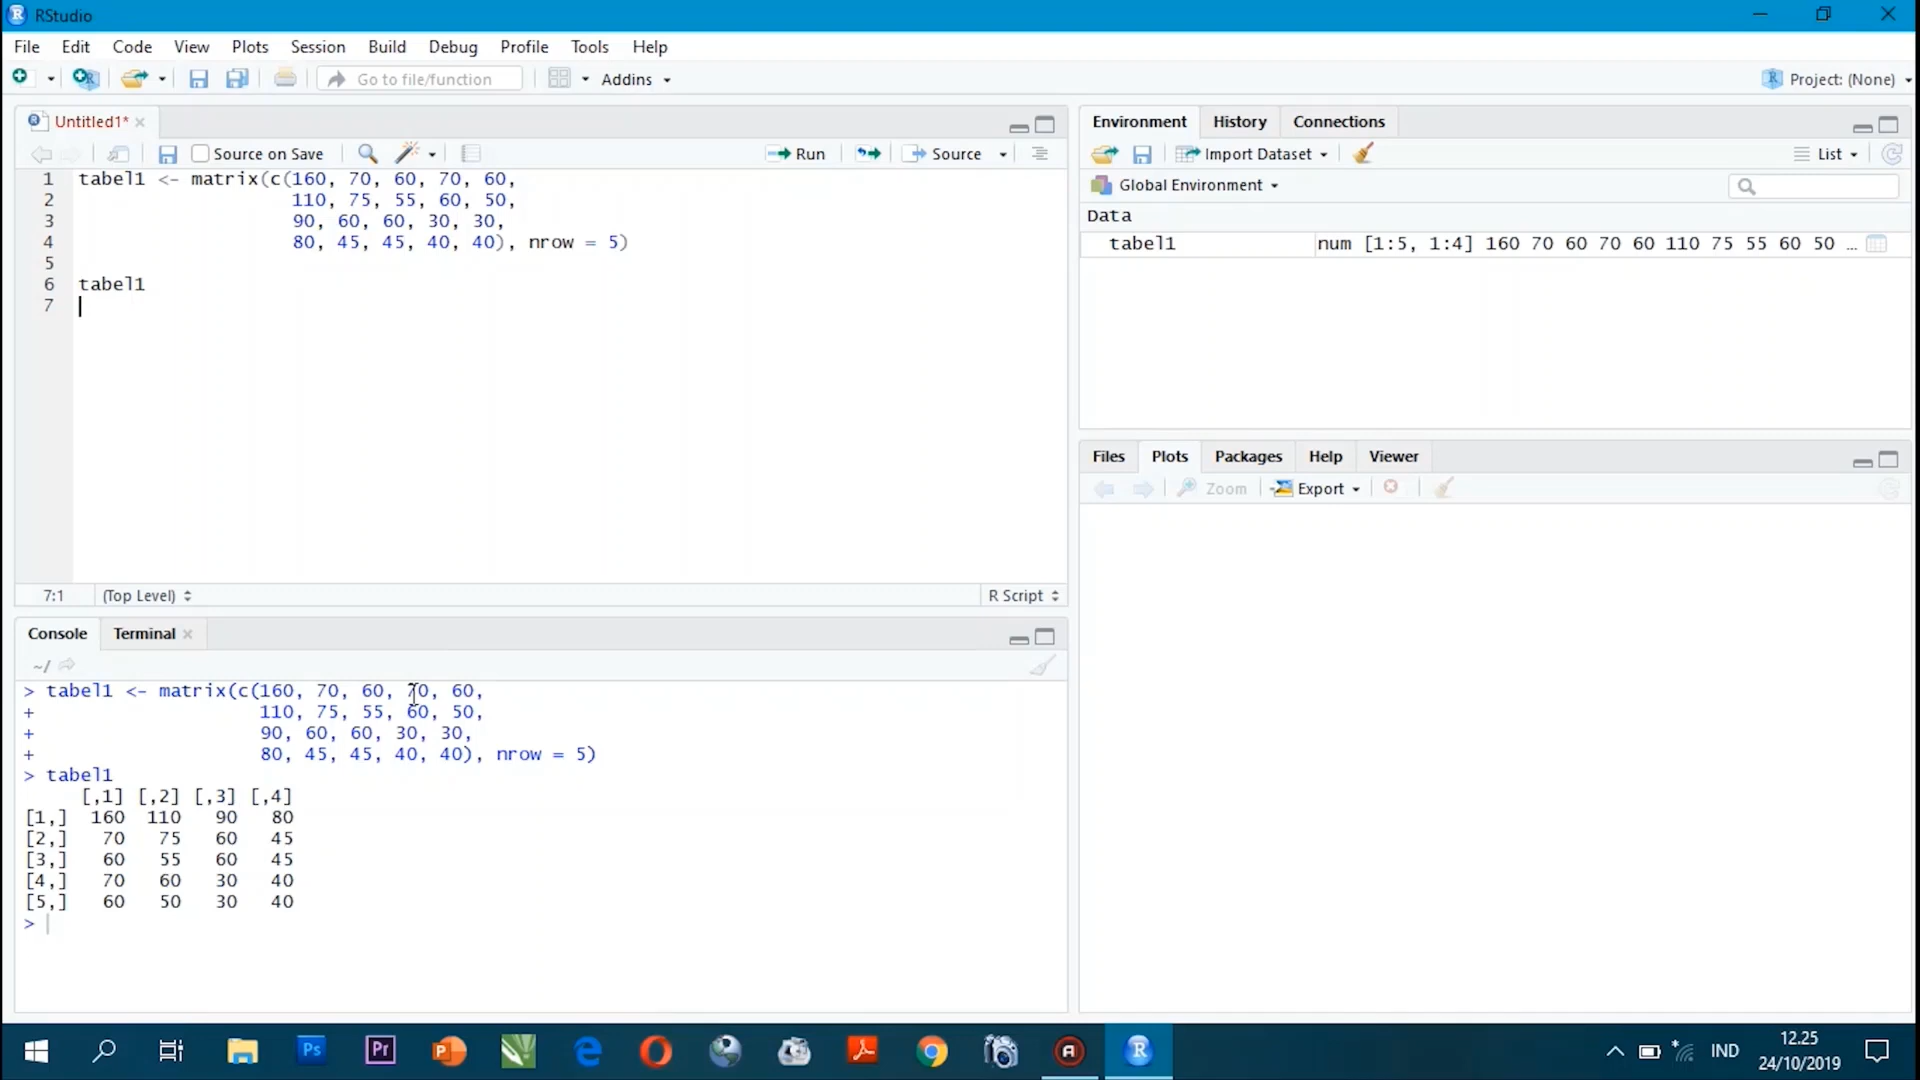 RStudio
File Edit Code View Plots Session Build Debug Profile Tools Help
Go to file/function Addins Project: (None)
Untitled1*
Source on Save Run Source
1 tabel1 <- matrix(c(160, 70, 60, 70, 60,
2 110, 75, 55, 60, 50,
3 90, 60, 60, 30, 30,
4 80, 45, 45, 40, 40), nrow = 5)
5
6 tabel1
7
7:1 (Top Level) R Script
Console Terminal
~/
> tabel1 <- matrix(c(160, 70, 60, 70, 60,
+ 110, 75, 55, 60, 50,
+ 90, 60, 60, 30, 30,
+ 80, 45, 45, 40, 40), nrow = 5)
> tabel1
[,1] [,2] [,3] [,4]
[1,] 160 110 90 80
[2,] 70 75 60 45
[3,] 60 55 60 45
[4,] 70 60 30 40
[5,] 60 50 30 40
>
Environment History Connections
Import Dataset List
Global Environment
Data
tabel1 num [1:5, 1:4] 160 70 60 70 60 110 75 55 60 50 …
Files Plots Packages Help Viewer
Zoom Export
Ps Pr IND
12.25
24/10/2019